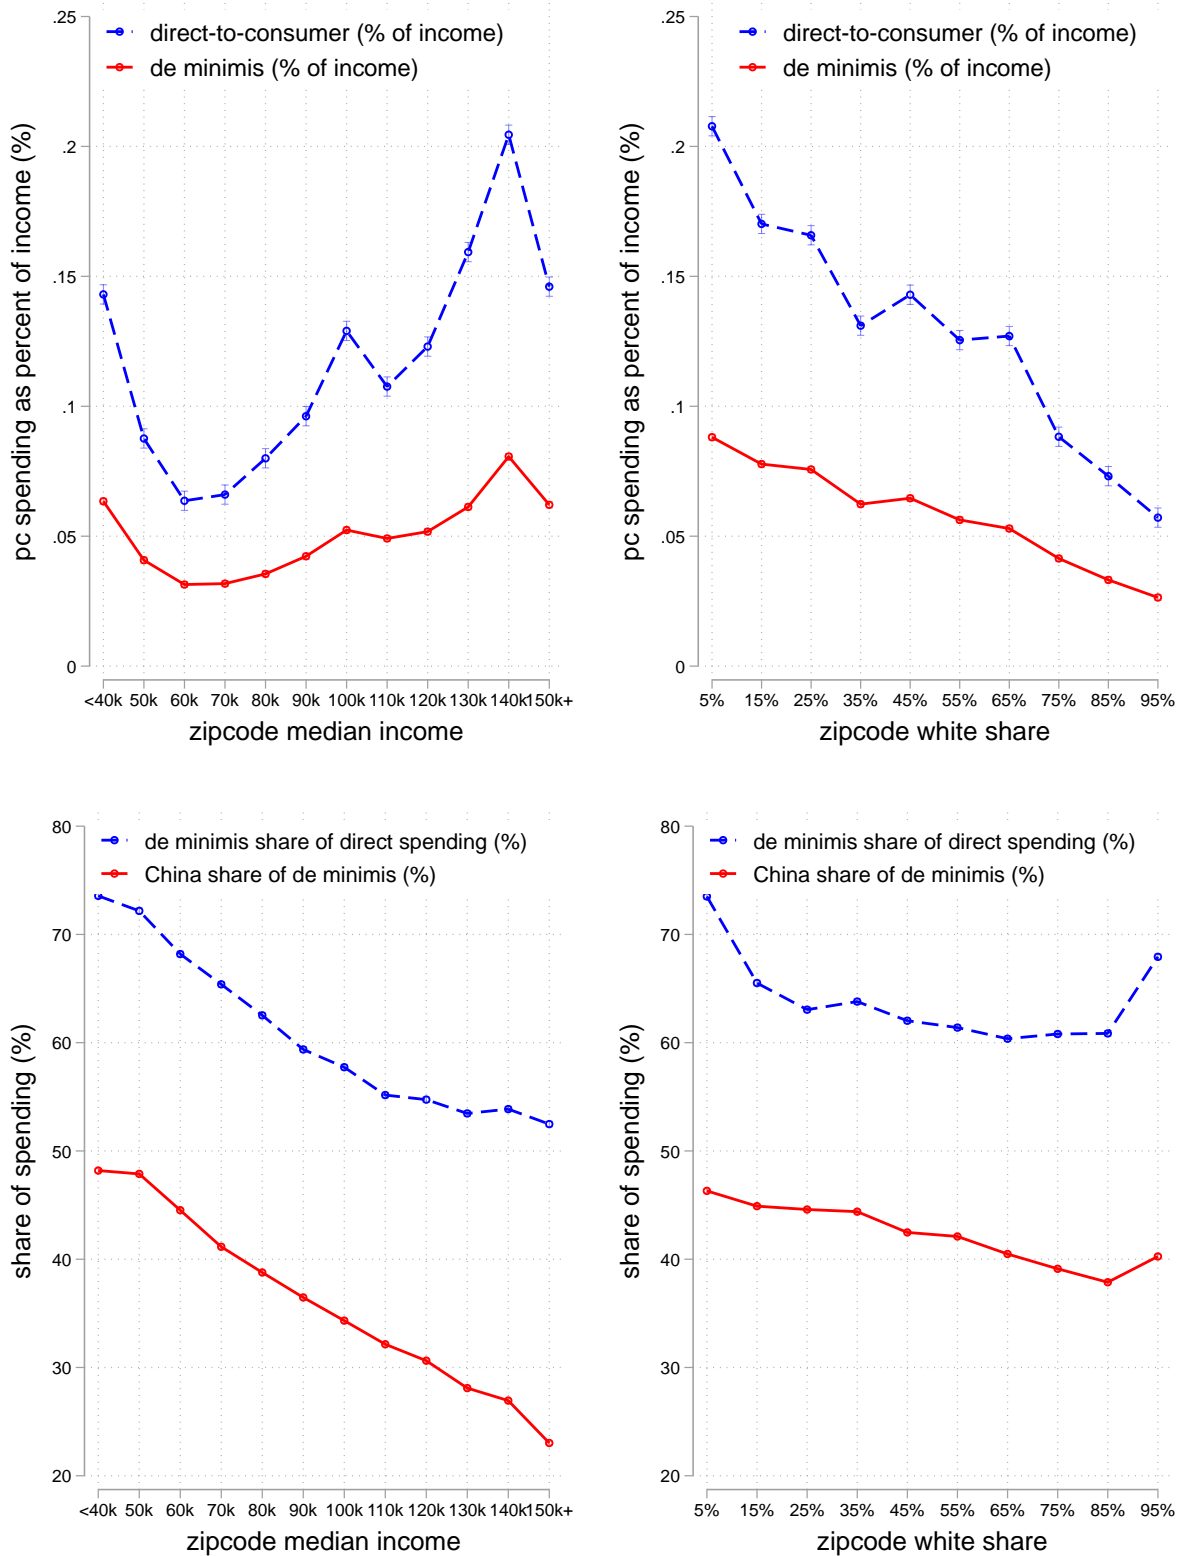 direct-to-consumer (% of income)
de minimis (% of income)
pc spending as percent of income (%)
.25
.2
.15
.1
.05
0
<40k 50k 60k 70k 80k 90k 100k 110k 120k 130k 140k 150k+
zipcode median income
direct-to-consumer (% of income)
de minimis (% of income)
pc spending as percent of income (%)
.25
.2
.15
.1
.05
0
5% 15% 25% 35% 45% 55% 65% 75% 85% 95%
zipcode white share
de minimis share of direct spending (%)
China share of de minimis (%)
share of spending (%)
80
70
60
50
40
30
20
<40k 50k 60k 70k 80k 90k 100k 110k 120k 130k 140k 150k+
zipcode median income
de minimis share of direct spending (%)
China share of de minimis (%)
share of spending (%)
80
70
60
50
40
30
20
5% 15% 25% 35% 45% 55% 65% 75% 85% 95%
zipcode white share